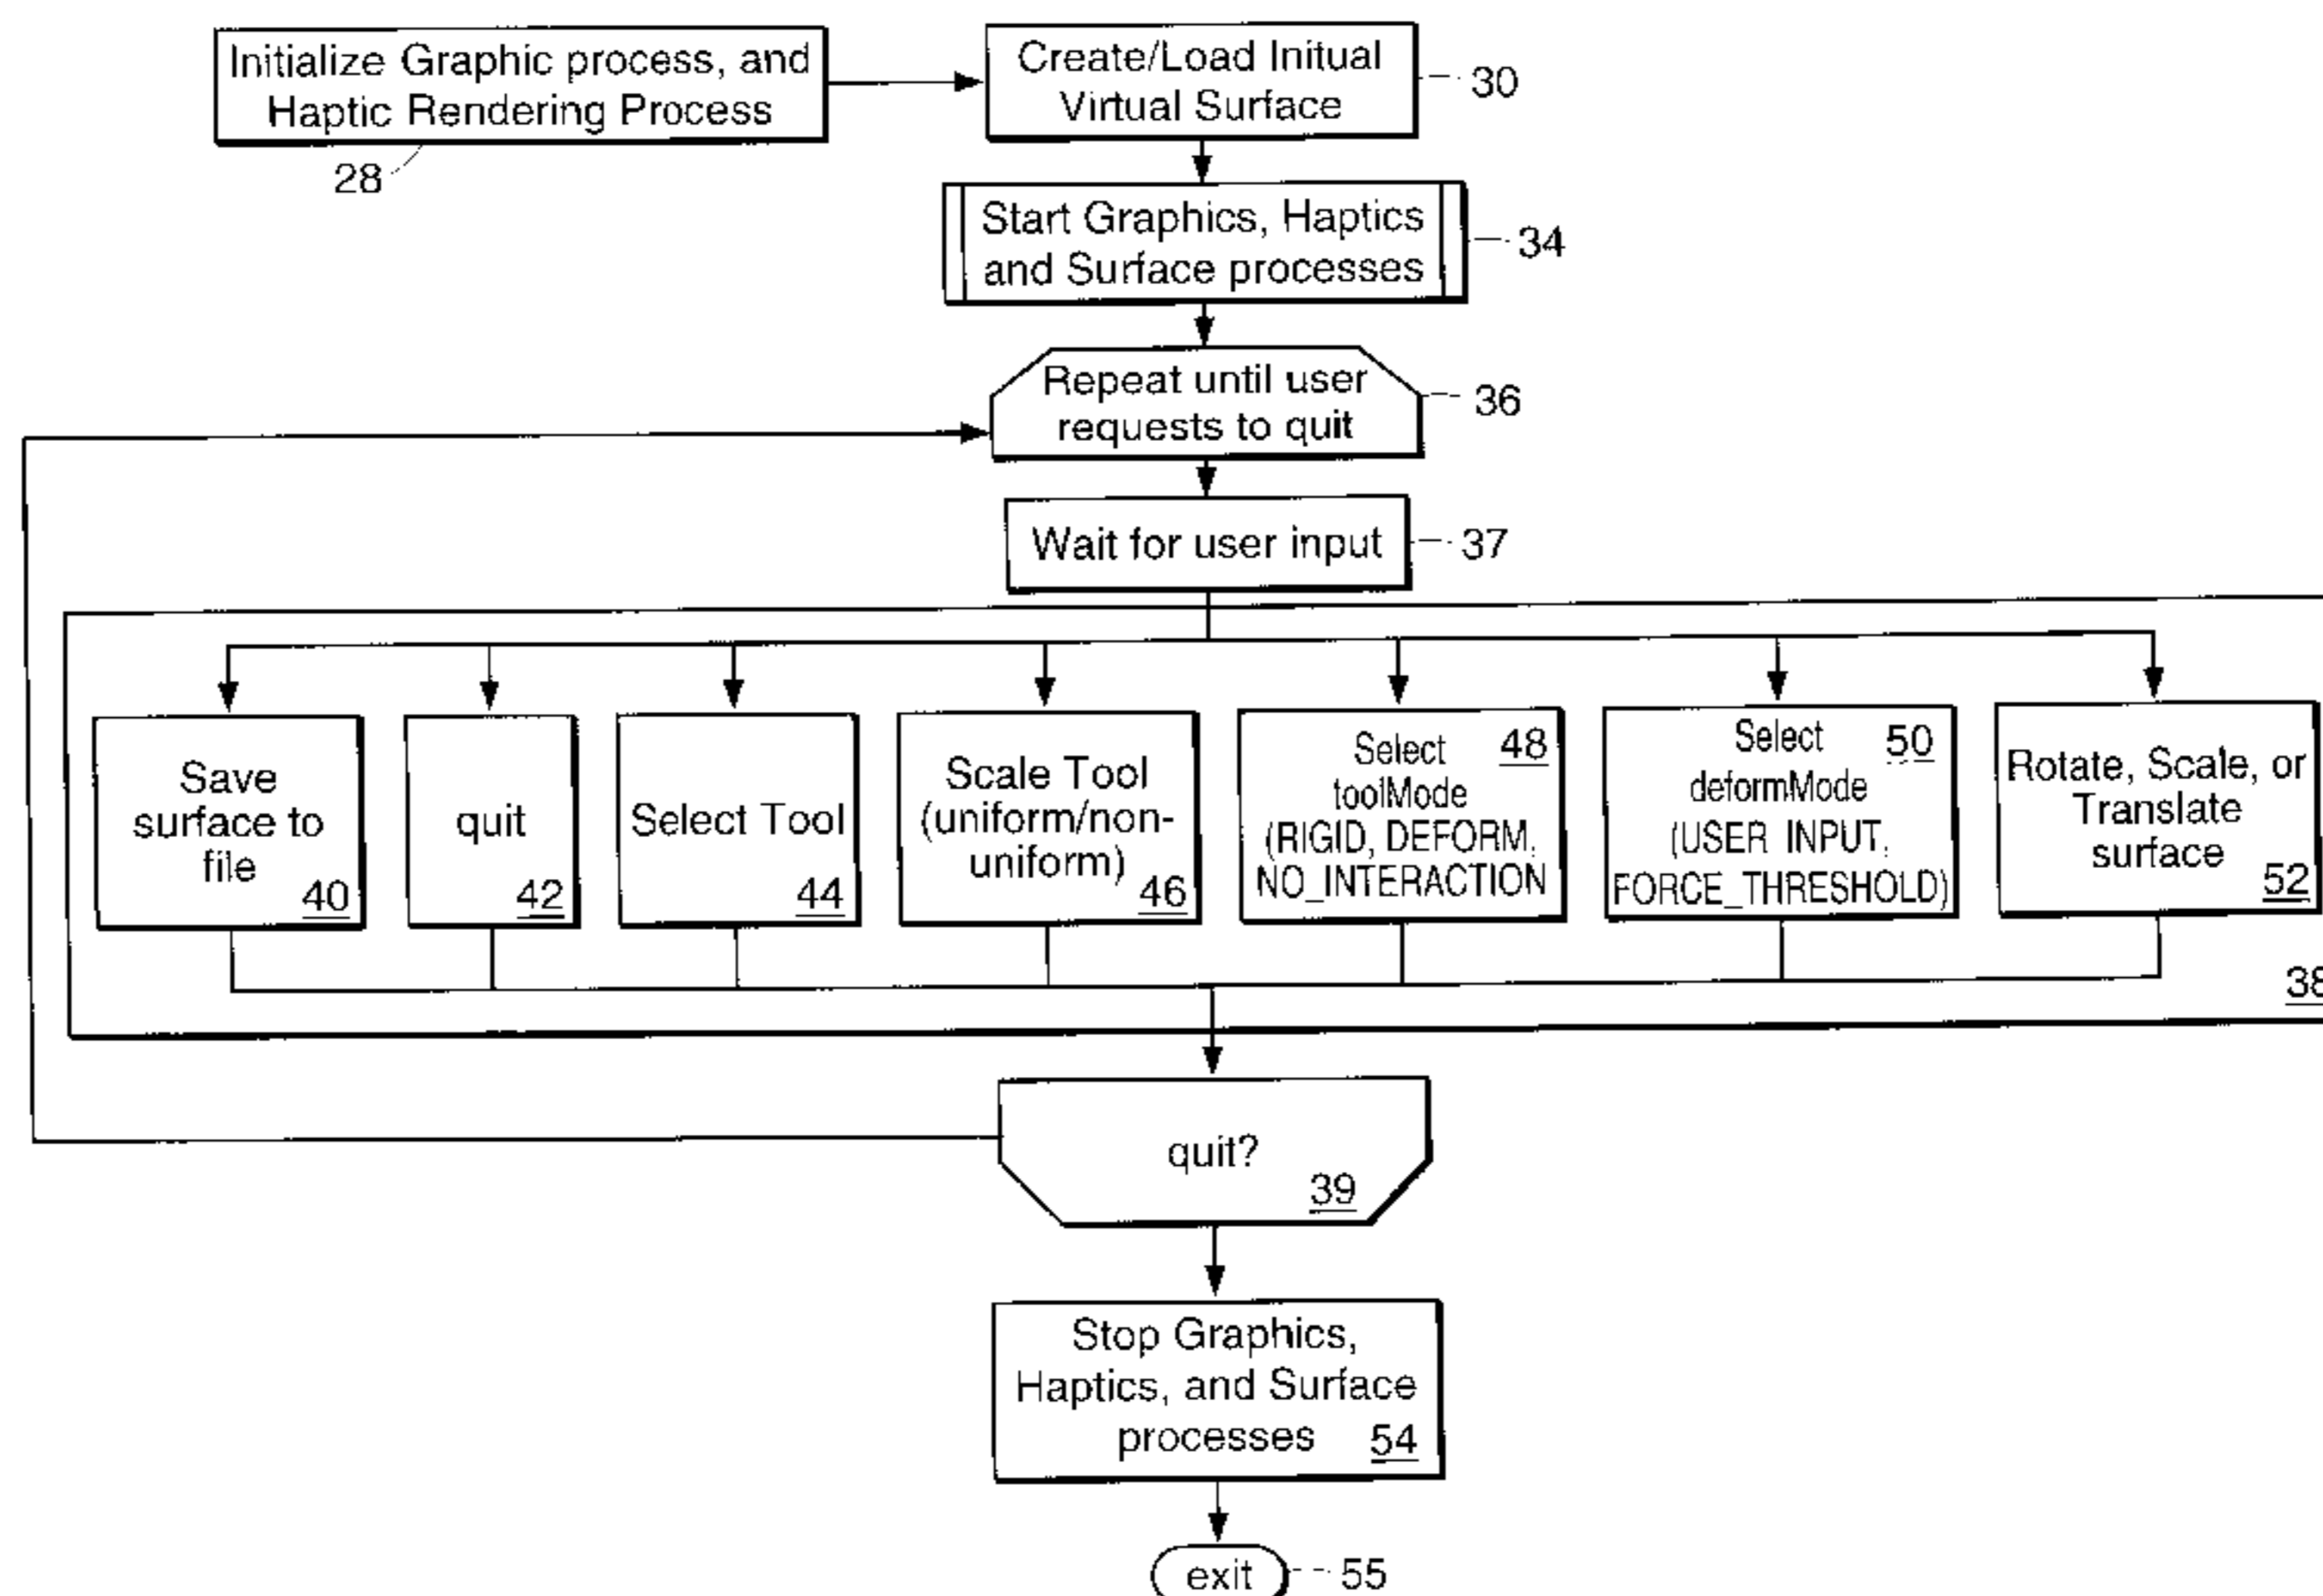 Initialize Graphic process, and
Haptic Rendering Process
28
Create/Load Initual
Virtual Surface
30
Start Graphics, Haptics
and Surface processes
34
Repeat until user
requests to quit
36
Wait for user input
37
Save
surface to
file
40
quit
42
Select Tool
44
Scale Tool
(uniform/non-
uniform)
46
Select
toolMode
(RIGID, DEFORM,
NO_INTERACTION
48
Select
deformMode
(USER INPUT,
FORCE_THRESHOLD)
50
Rotate, Scale, or
Translate
surface
52
38
quit?
39
Stop Graphics,
Haptics, and Surface
processes
54
exit
55